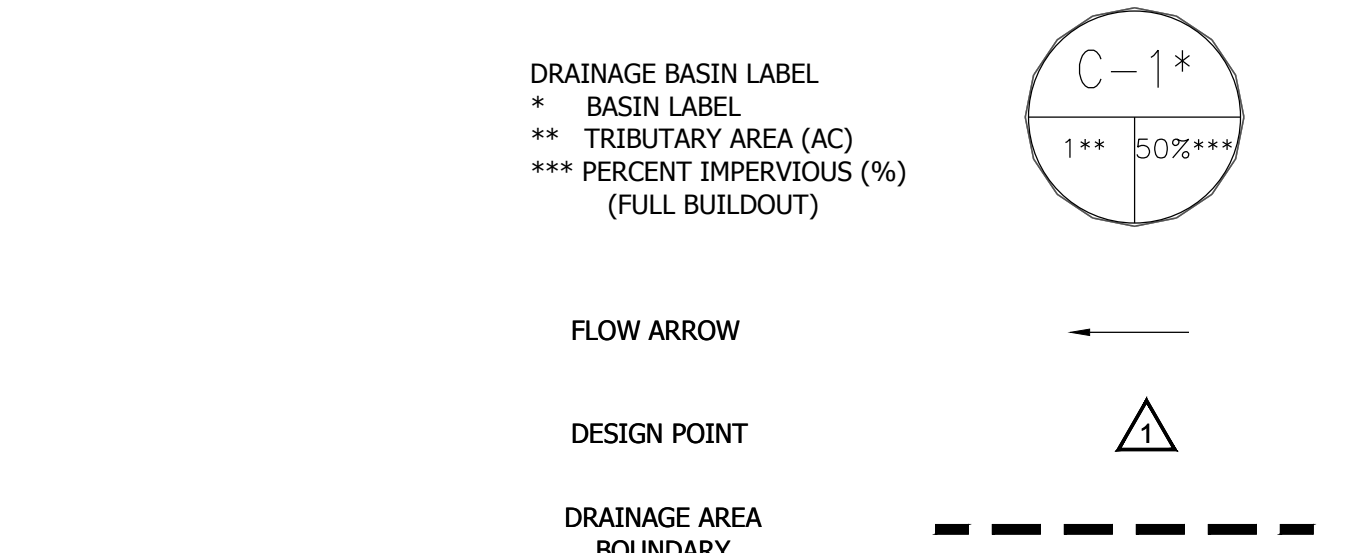 DRAINAGE BASIN LABEL
* BASIN LABEL
** TRIBUTARY AREA (AC)
*** PERCENT IMPERVIOUS (%)
(FULL BUILDOUT)
C-1*
1** 50%***
FLOW ARROW
DESIGN POINT
1
DRAINAGE AREA
BOUNDARY